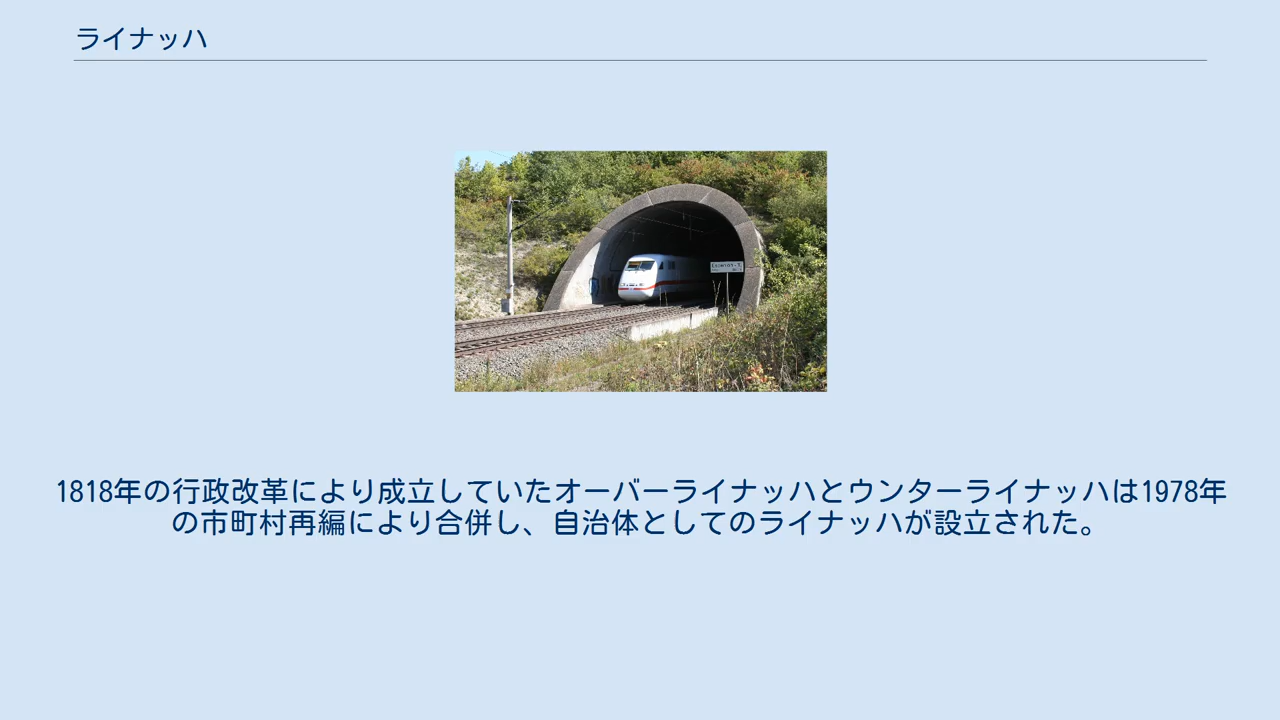 ライナッハ
1818年の行政改革により成立していたオーバーライナッハとウンターライナッハは1978年
の市町村再編により合併し、自治体としてのライナッハが設立された。